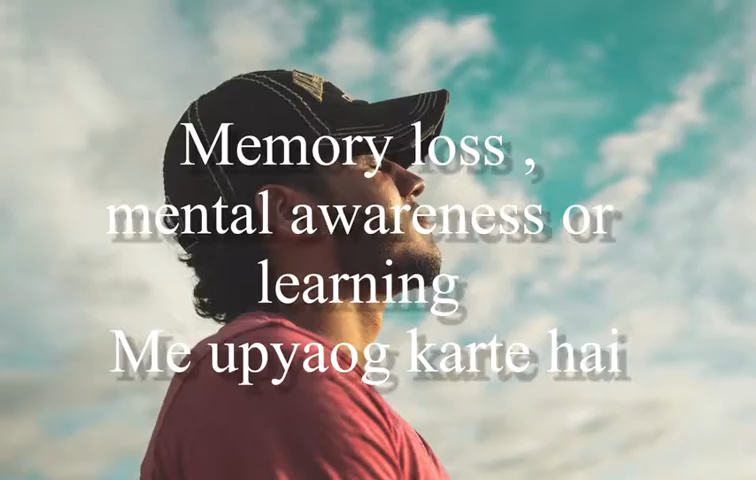 Memory loss ,
mental awareness or
learning
Me upyaog karte hai